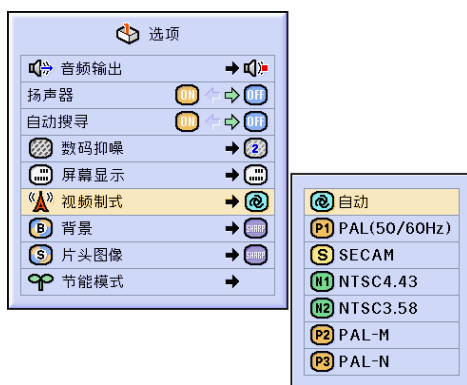 选项
音频输出
扬声器 ON OFF
自动搜寻 ON OFF
数码抑噪 2
屏幕显示
视频制式
B 背景 SHARP
S 片头图像 SHARP
节能模式
自动
P1 PAL(50/60Hz)
S SECAM
N1 NTSC4.43
N2 NTSC3.58
P2 PAL-M
P3 PAL-N